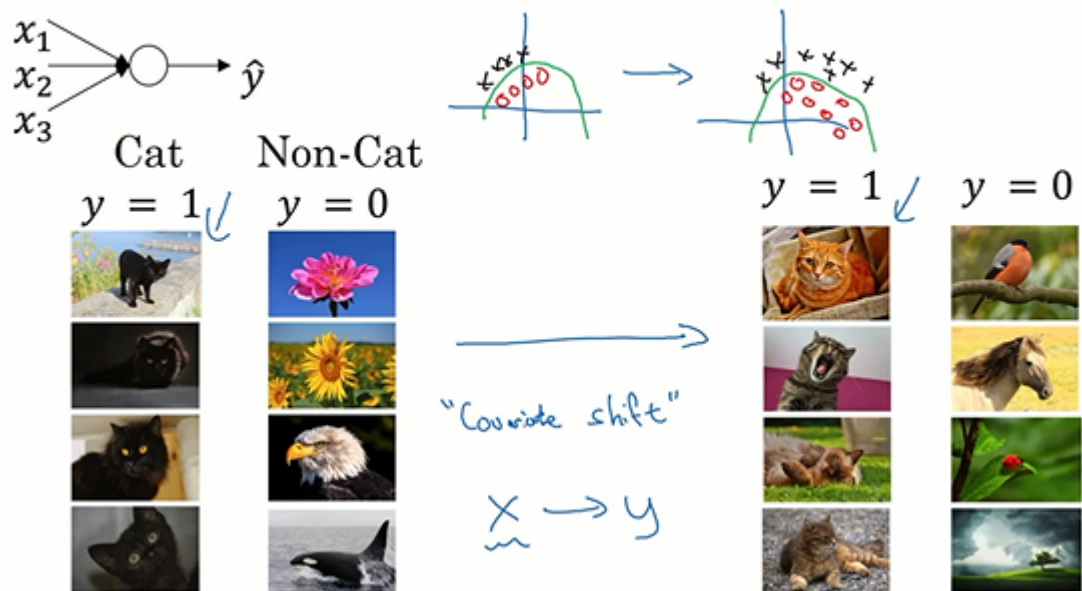 x₁
x₂
x₃
ŷ
Cat Non-Cat
y = 1 y = 0
y = 1 y = 0
"Covariate shift"
X → y